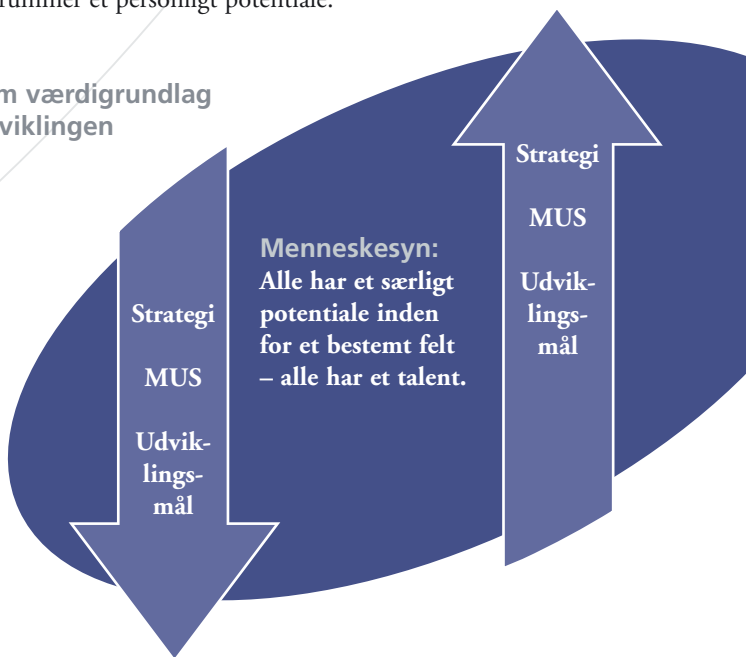 rummer et personligt potentiale.
værdigrundlag
Strategi
MUS
Udvik-
lings-
mål
Menneskesyn:
Alle har et særligt
potentiale inden
for et bestemt felt
– alle har et talent.
Strategi
MUS
Udvik-
lings-
mål